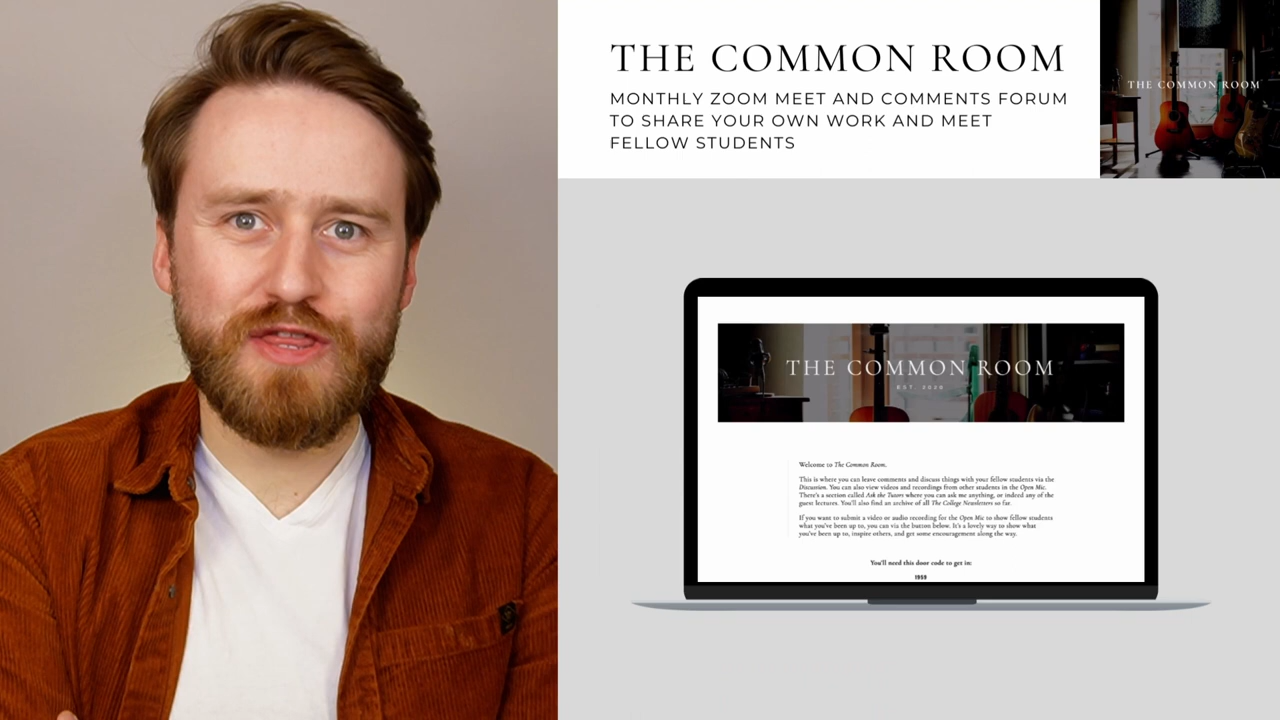 THE COMMON ROOM
MONTHLY ZOOM MEET AND COMMENTS FORUM
TO SHARE YOUR OWN WORK AND MEET
FELLOW STUDENTS
THE COMMON ROOM
THE COMMON ROOM
EST. 2020
Welcome to The Common Room.
This is where you can leave comments and discuss things with your fellow students via the
Discussion. You can also view videos and recordings from other students in the Open Mic.
There's a section called Ask the Tutors where you can ask me anything, or indeed any of the
guest lectures. You'll also find an archive of all The College Newsletters so far.
If you want to submit a video or audio recording for the Open Mic to show fellow students
what you've been up to, you can via the button below. It's a lovely way to show what
you've been up to, inspire others, and get some encouragement along the way.
You'll need this door code to get in:
1959